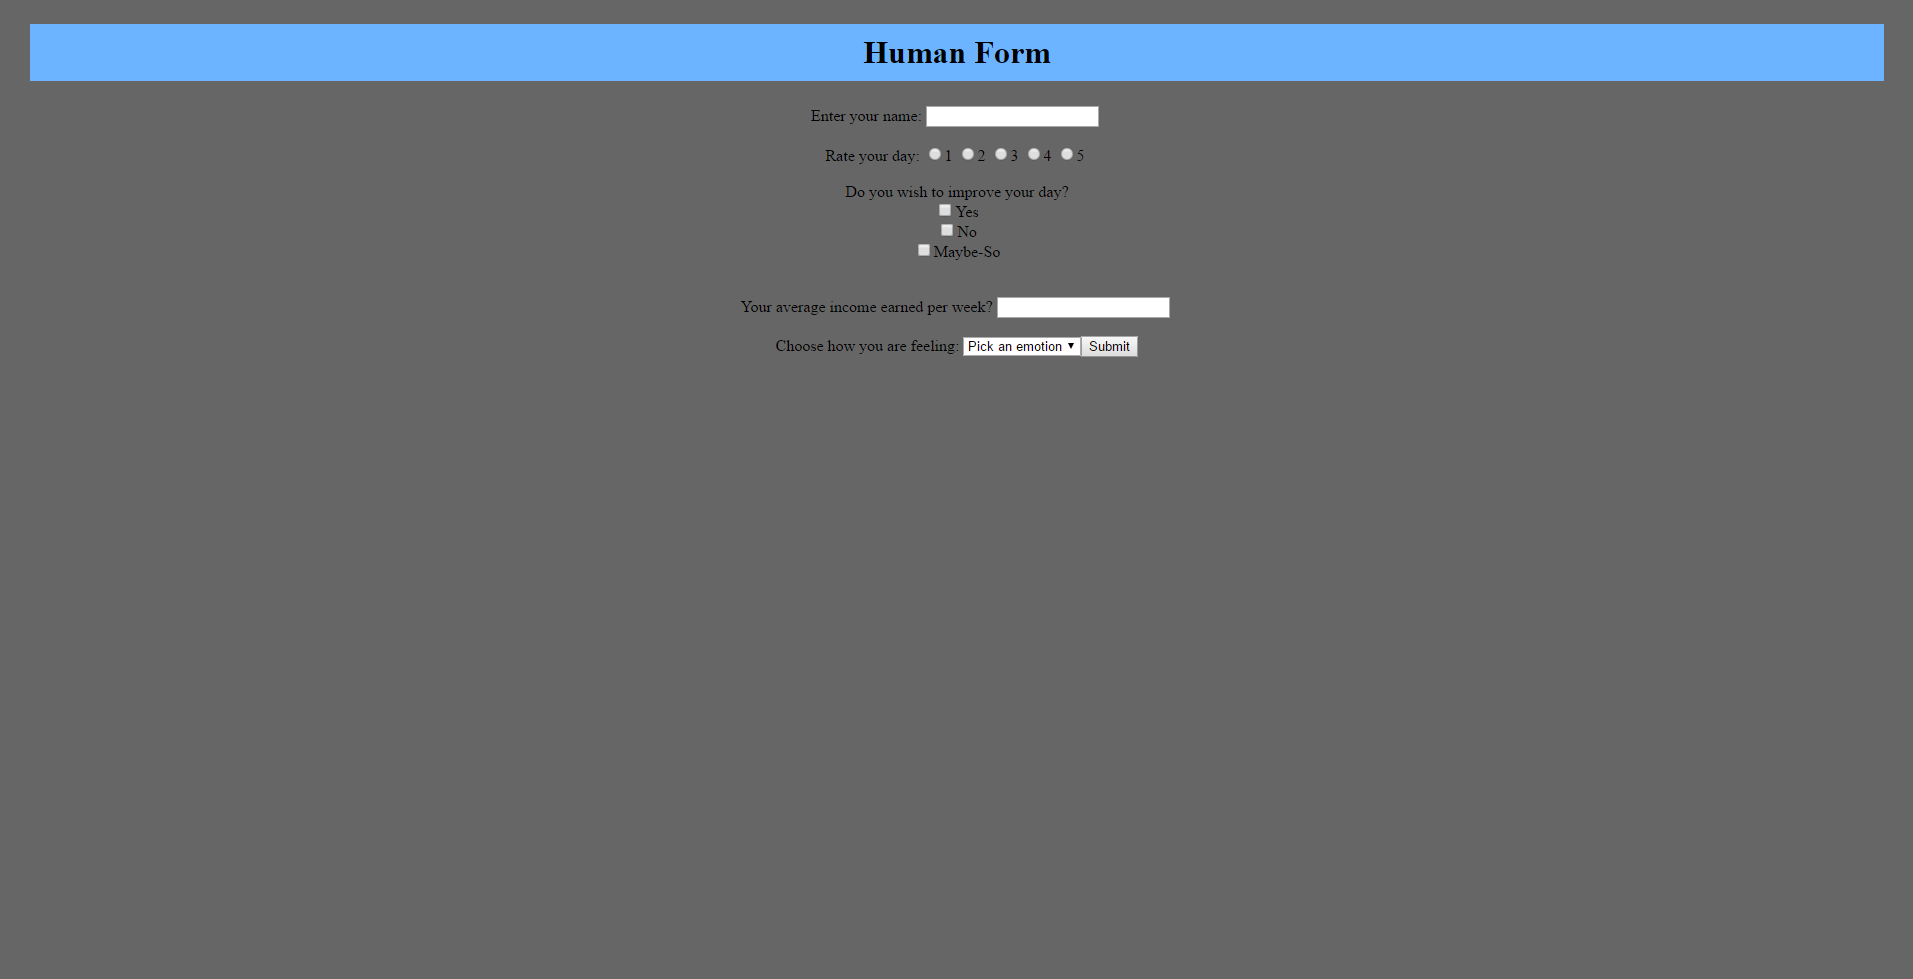 Human Form
Enter your name:
Rate your day: 1 2 3 4 5
Do you wish to improve your day?
Yes
No
Maybe-So
Your average income earned per week?
Choose how you are feeling: Pick an emotion Submit